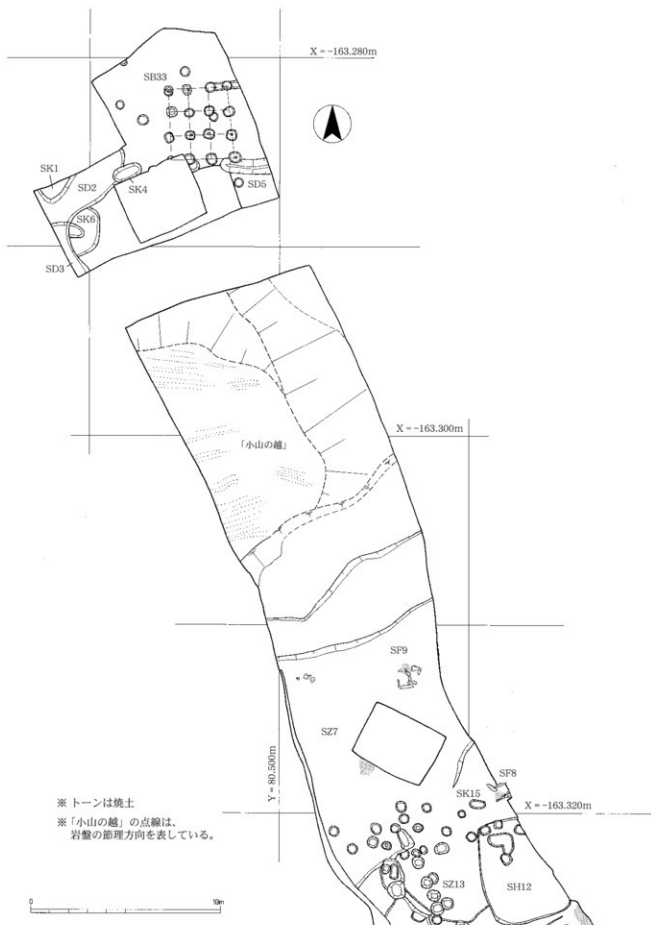 X = -163.280m
SB33
SK1
SD2
SK4
SD5
SK6
SD3
X = -163.300m
「小山の越」
SF9
SZ7
Y = 80.500m
SF8
SK15
X = -163.320m
※ トーンは焼土
※「小山の越」の点線は、
岩盤の節理方向を表している。
SZ13
SH12
0
10m